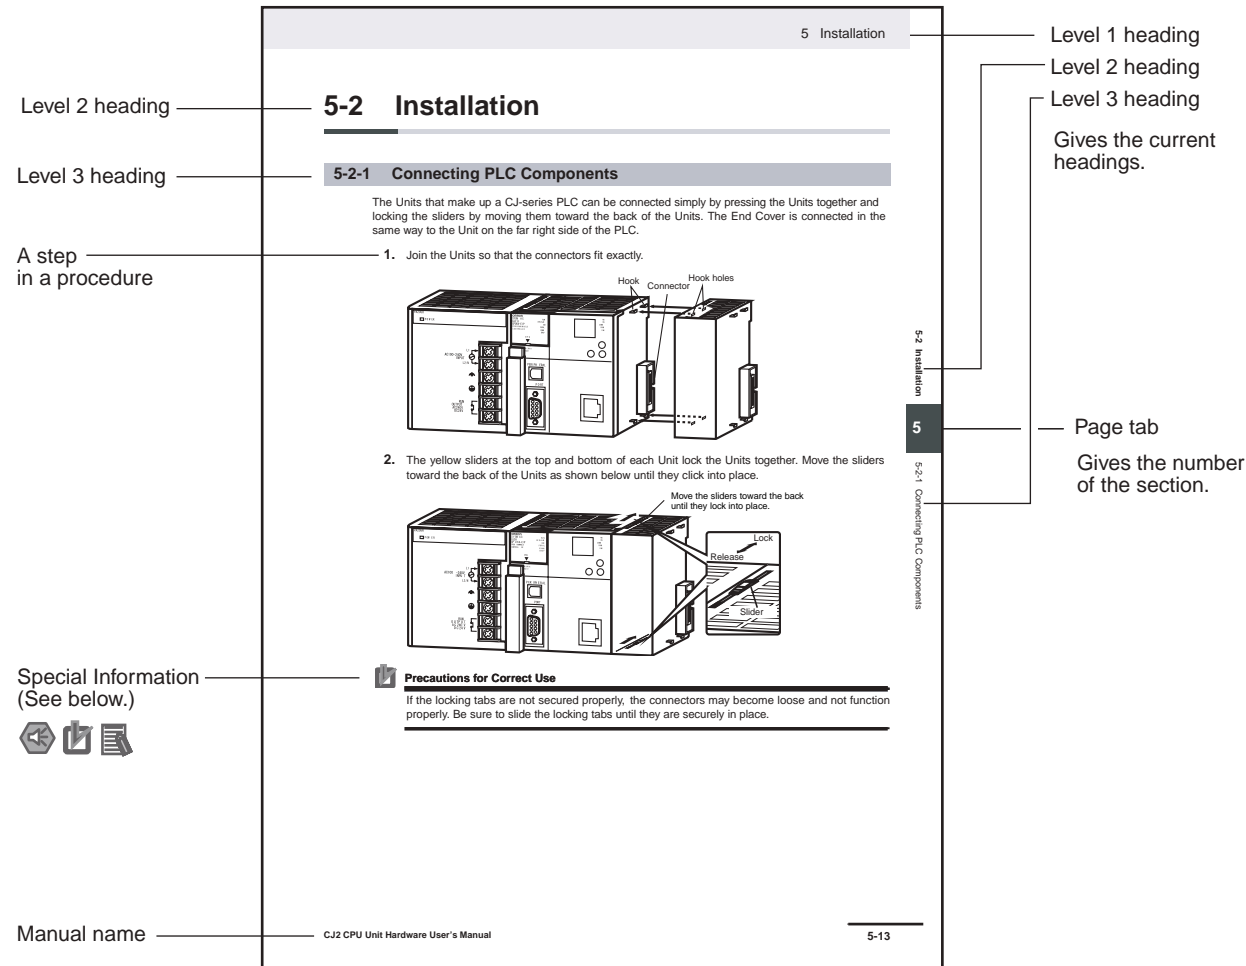 5 Installation
Level 1 heading
Level 2 heading
Level 3 heading
Gives the current
headings.
Level 2 heading
5-2 Installation
Level 3 heading
5-2-1 Connecting PLC Components
The Units that make up a CJ-series PLC can be connected simply by pressing the Units together and
locking the sliders by moving them toward the back of the Units. The End Cover is connected in the
same way to the Unit on the far right side of the PLC.
A step
in a procedure
1. Join the Units so that the connectors fit exactly.
Hook
Connector
Hook holes
5-2 Installation
5
Page tab
Gives the number
of the section.
5-2-1 Connecting PLC Components
2. The yellow sliders at the top and bottom of each Unit lock the Units together. Move the sliders
toward the back of the Units as shown below until they click into place.
Move the sliders toward the back
until they lock into place.
Lock
Release
Slider
Special Information
(See below.)
Precautions for Correct Use
If the locking tabs are not secured properly, the connectors may become loose and not function
properly. Be sure to slide the locking tabs until they are securely in place.
Manual name
CJ2 CPU Unit Hardware User's Manual
5-13